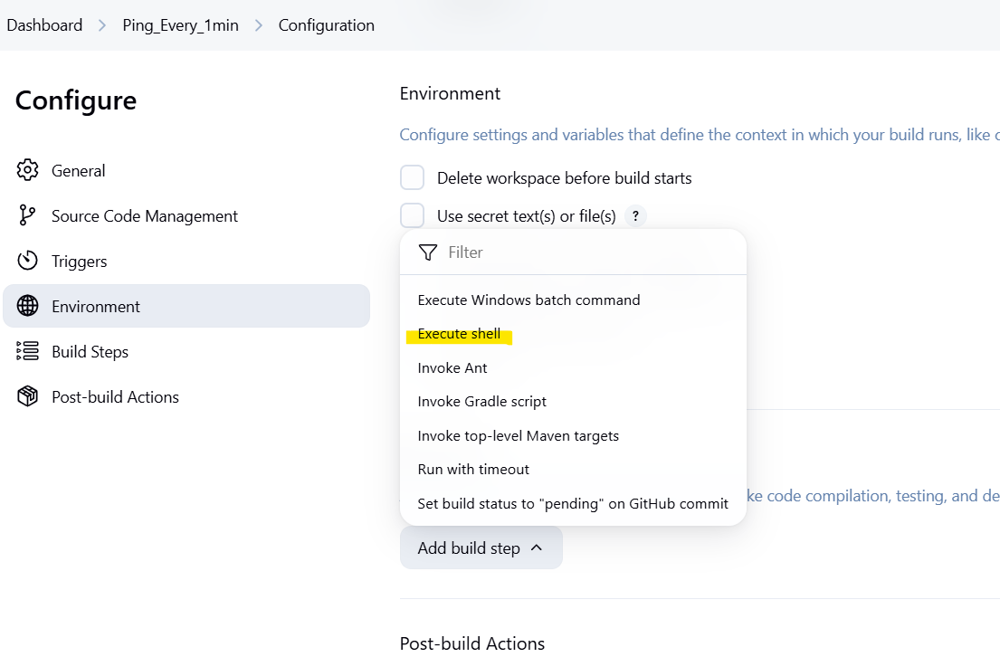 Dashboard > Ping_Every_1min > Configuration
Configure
General
Source Code Management
Triggers
Environment
Build Steps
Post-build Actions
Environment
Configure settings and variables that define the context in which your build runs, like
Delete workspace before build starts
Use secret text(s) or file(s) ?
Filter
Execute Windows batch command
Execute shell
Invoke Ant
Invoke Gradle script
Invoke top-level Maven targets
Run with timeout
Set build status to "pending" on GitHub commit
ke code compilation, testing, and de
Add build step
Post-build Actions